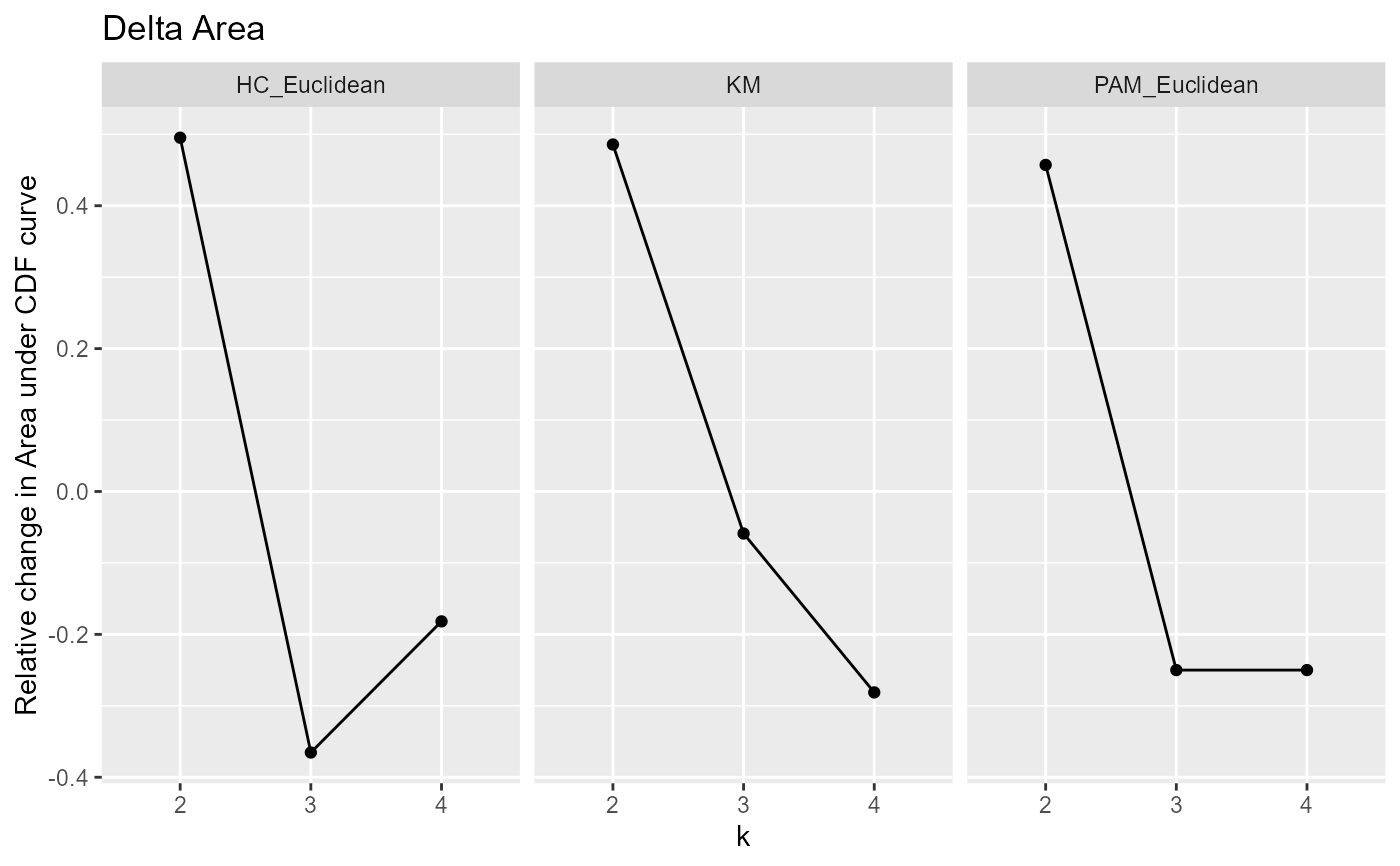 Delta Area
HC_Euclidean
KM
PAM_Euclidean
Relative change in Area under CDF curve
0.4
0.2
0.0
-0.2
-0.4
2 3 4
2 3 4
2 3 4
k